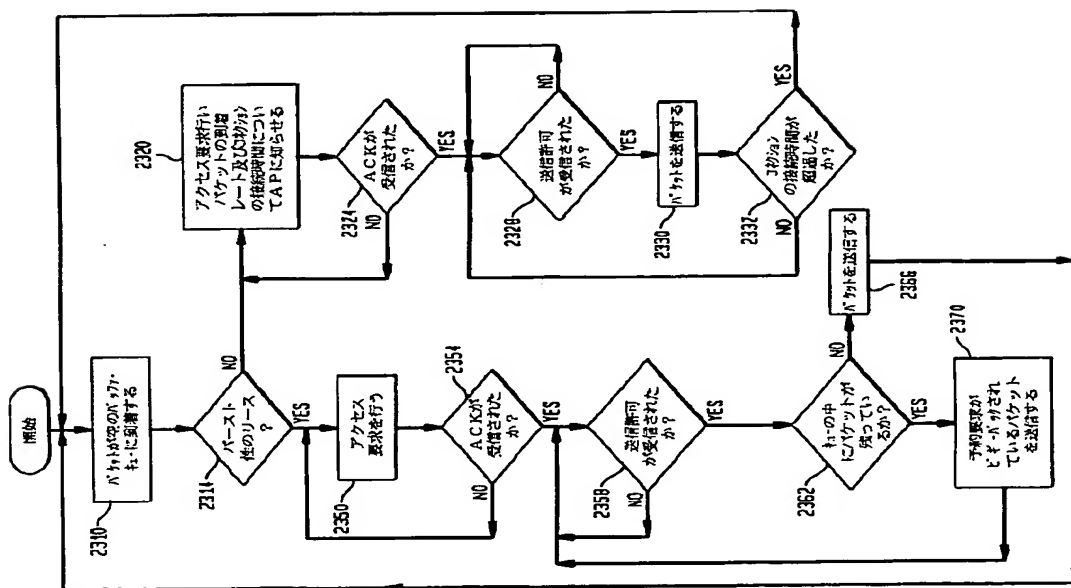 開始
パケットが空のバッファ・
キューに到着する
2310
バースト
性のリース
?
2314
NO
YES
アクセス要求行い
パケットの到着
レート及びコネクション
の接続時間につい
てAPに知らせる
2320
ACKが
受信された
か?
2324
NO
YES
送信許可
が受信された
か?
2328
NO
YES
パケットを送信する
2330
コネクション
の接続時間が
超過した
か?
2332
NO
YES
アクセス
要求を行う
2350
ACKが
受信された
か?
2354
NO
YES
送信許可
が受信された
か?
2358
NO
YES
キューの中
にパケットが
残ってい
るか?
2362
NO
YES
パケットを送信する
2366
予約要求が
ピギーバックされ
ているパケット
を送信する
2370